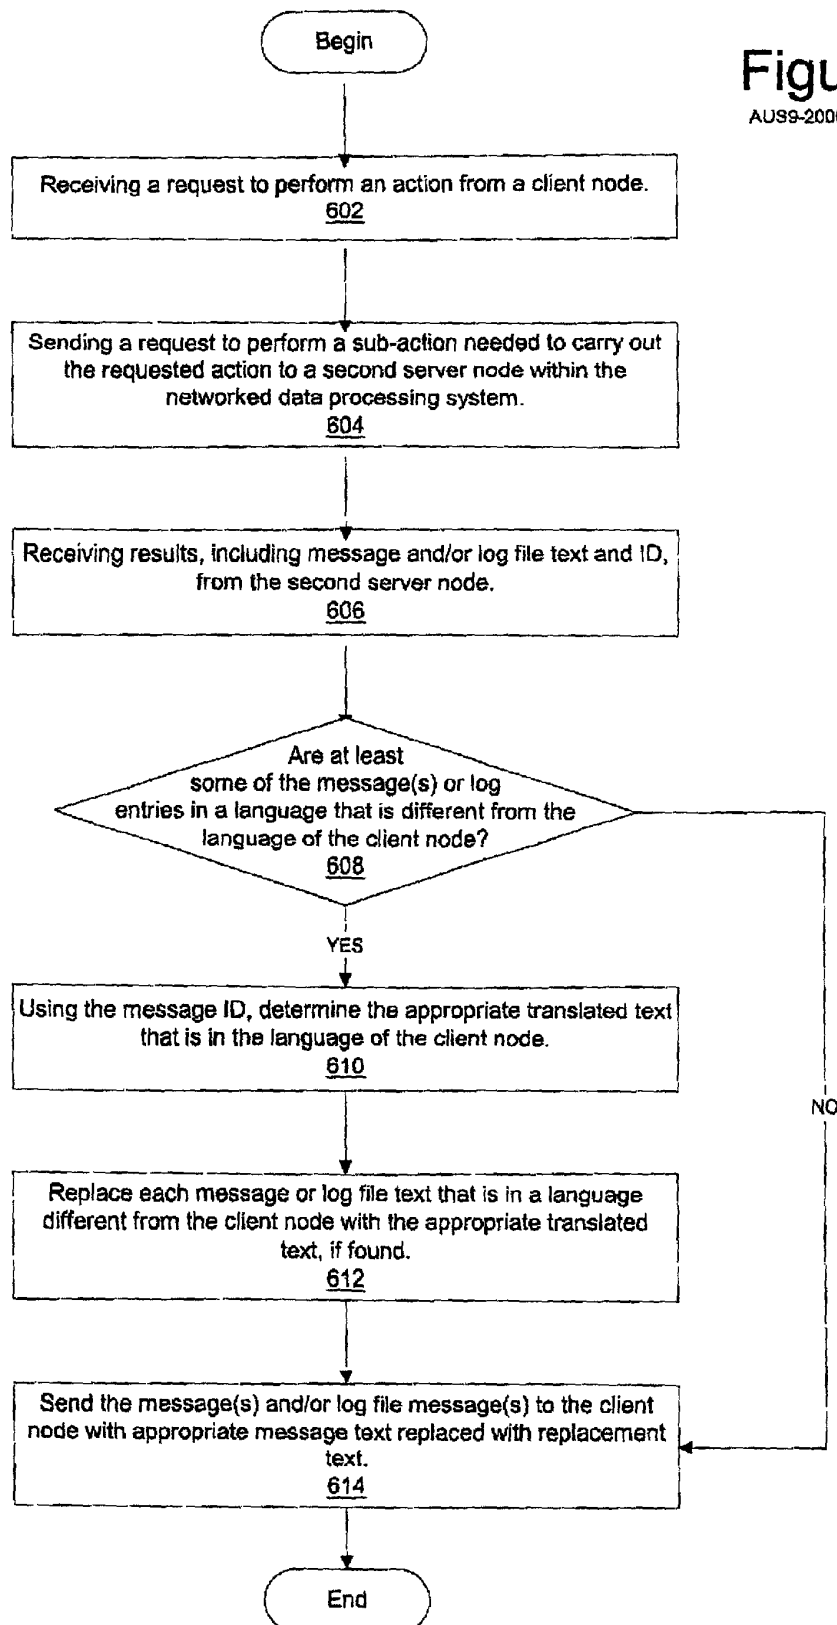 Begin
Receiving a request to perform an action from a client node.
602
Sending a request to perform a sub-action needed to carry out
the requested action to a second server node within the
networked data processing system.
604
Receiving results, including message and/or log file text and ID,
from the second server node.
606
Are at least
some of the message(s) or log
entries in a language that is different from the
language of the client node?
608
YES
NO
Using the message ID, determine the appropriate translated text
that is in the language of the client node.
610
Replace each message or log file text that is in a language
different from the client node with the appropriate translated
text, if found.
612
Send the message(s) and/or log file message(s) to the client
node with appropriate message text replaced with replacement
text.
614
End